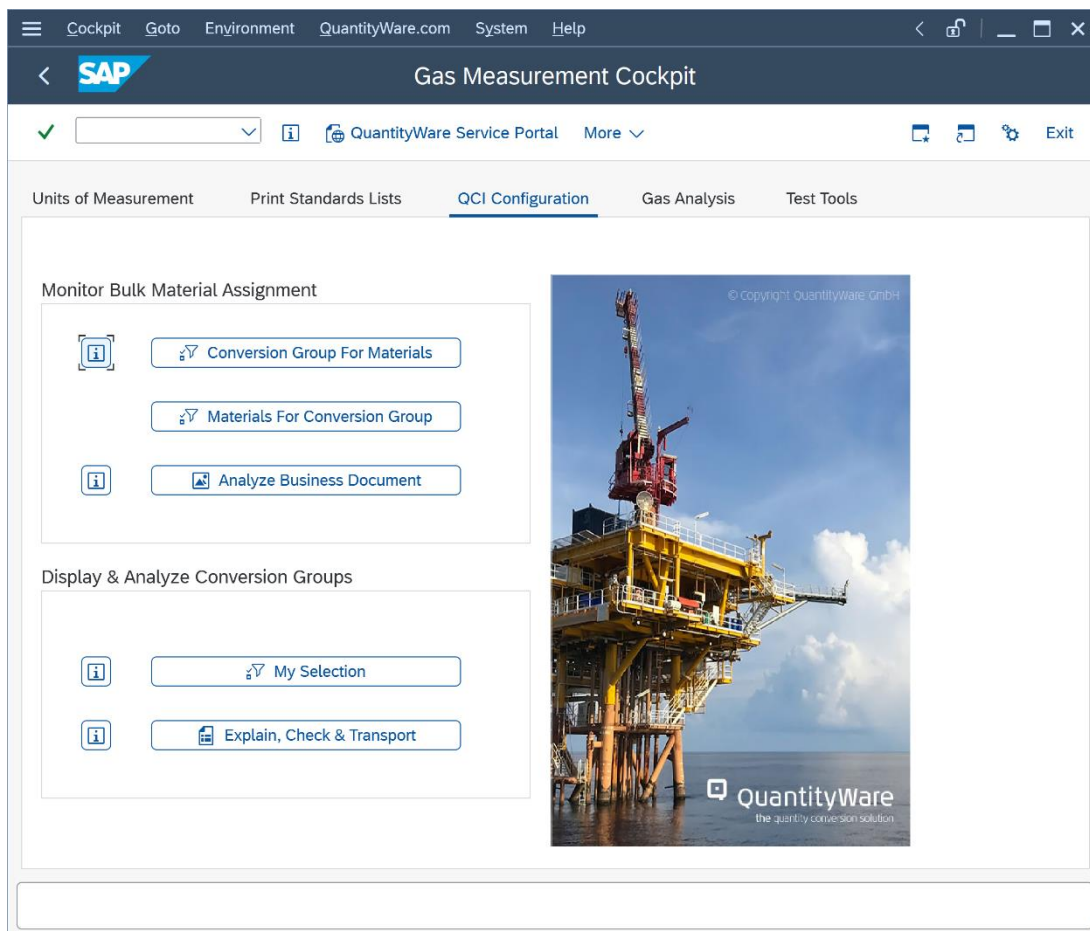 Cockpit Goto Environment QuantityWare.com System Help
SAP Gas Measurement Cockpit
QuantityWare Service Portal More Exit
Units of Measurement Print Standards Lists QCI Configuration Gas Analysis Test Tools
Monitor Bulk Material Assignment
Conversion Group For Materials
Materials For Conversion Group
Analyze Business Document
Display & Analyze Conversion Groups
My Selection
Explain, Check & Transport
© Copyright QuantityWare GmbH
QuantityWare
the quantity conversion solution